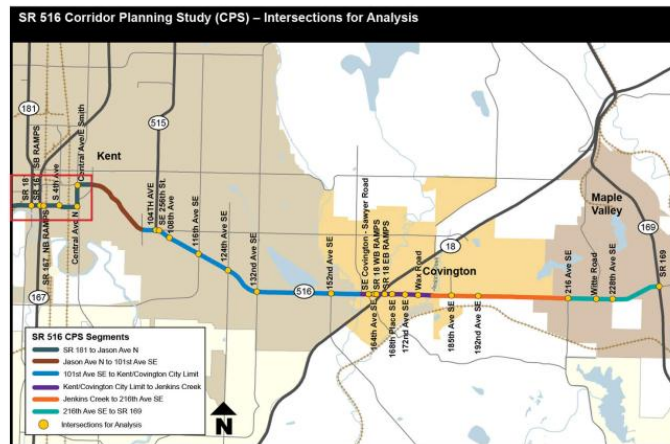 SR 516 Corridor Planning Study (CPS) – Intersections for Analysis
181
SR 181
SR 167 SB RAMPS
SR 167 NB RAMPS
S 4th Ave
Central Ave N
Central Ave/E Smith
Kent
167
515
104TH AVE
SE 256th St.
108th Ave
116th Ave SE
124th Ave SE
132nd Ave SE
516
152nd Ave SE
SE Covington - Sawyer Road
164th Ave SE
SR 18 WB RAMPS
SR 18 EB RAMPS
168th Place SE
172nd Ave SE
Wax Road
18
Covington
185th Ave SE
192nd Ave SE
216 Ave SE
Witte Road
228th Ave SE
Maple
Valley
169
SR 169
SR 516 CPS Segments
SR 181 to Jason Ave N
Jason Ave N to 101st Ave SE
101st Ave SE to Kent/Covington City Limit
Kent/Covington City Limit to Jenkins Creek
Jenkins Creek to 216th Ave SE
216th Ave SE to SR 169
Intersections for Analysis
N